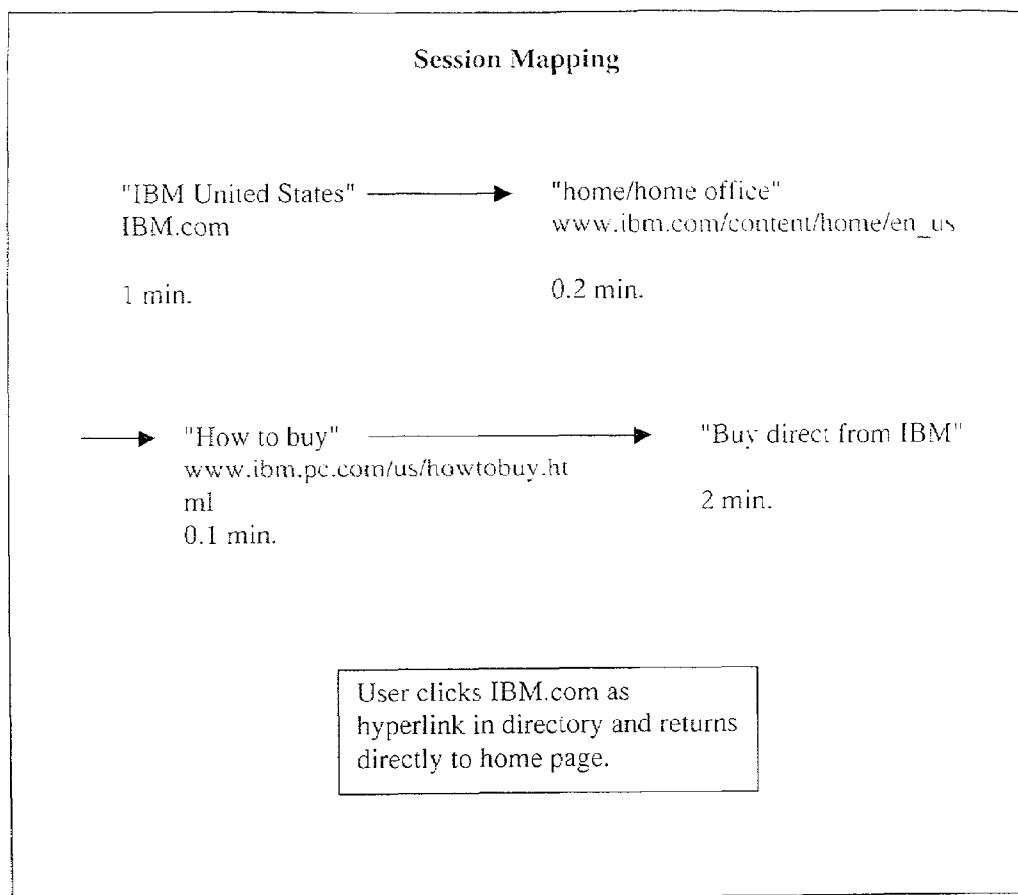 Session Mapping
"IBM United States"
IBM.com
1 min.
"home/home office"
www.ibm.com/content/home/en_us
0.2 min.
"How to buy"
www.ibm.pc.com/us/howtobuy.ht
ml
0.1 min.
"Buy direct from IBM"
2 min.
User clicks IBM.com as
hyperlink in directory and returns
directly to home page.